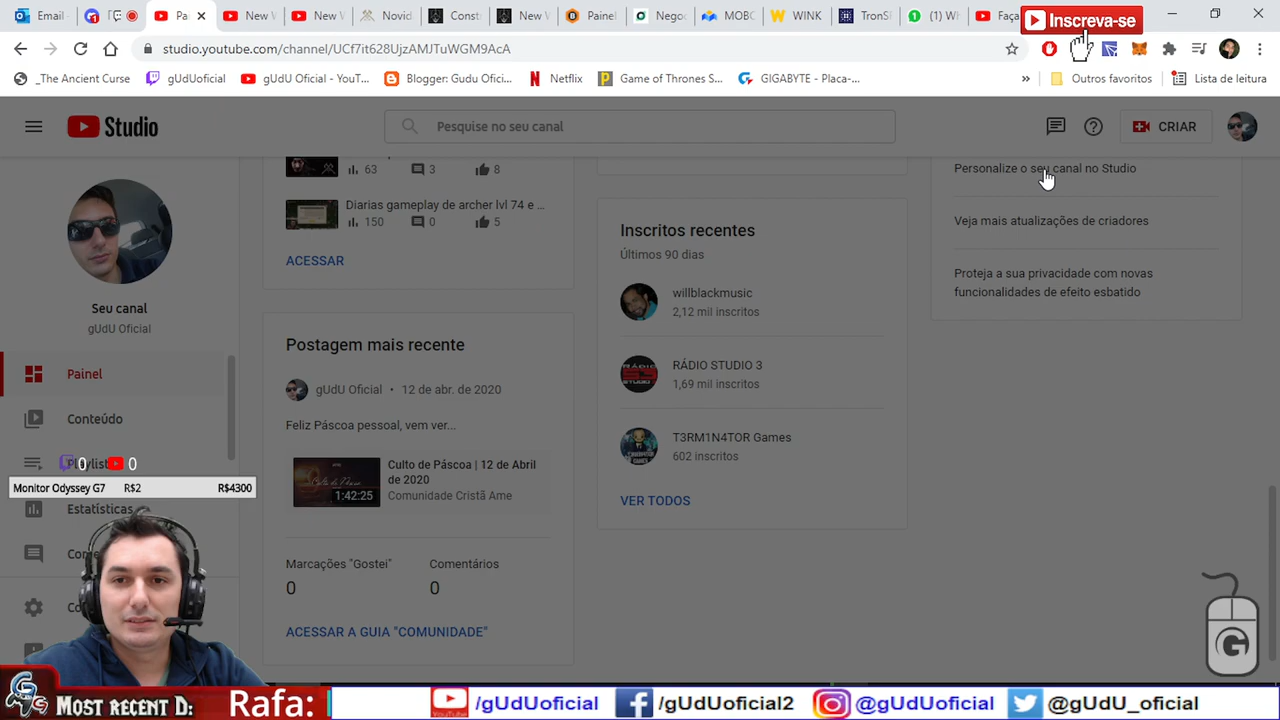 Email
Pa
New
New
Novid
Const
New
Painel
Negoc
MOBC
WINK
TronS
(1) Wh
Faça
Inscreva-se
studio.youtube.com/channel/UCf7it628UjzAMJTuWGM9AcA
_The Ancient Curse
gUdUoficial
gUdU Oficial - YouT...
Blogger: Gudu Ofici...
Netflix
Game of Thrones S...
GIGABYTE - Placa-...
»
Outros favoritos
Lista de leitura
Studio
Pesquise no seu canal
CRIAR
Seu canal
gUdU Oficial
Painel
Conteúdo
Playlist
0
0
Monitor Odyssey G7 R$2 R$4300
Estatísticas
63 3 8
Diarias gameplay de archer lvl 74 e ...
150 0 5
ACESSAR
Postagem mais recente
gUdU Oficial • 12 de abr. de 2020
Feliz Páscoa pessoal, vem ver...
Culto de Páscoa | 12 de Abril
de 2020
Comunidade Cristã Ame
1:42:25
Marcações "Gostei" Comentários
0 0
ACESSAR A GUIA "COMUNIDADE"
Inscritos recentes
Últimos 90 dias
willblackmusic
2,12 mil inscritos
RÁDIO STUDIO 3
1,69 mil inscritos
T3RM1N4TOR Games
602 inscritos
VER TODOS
Personalize o seu canal no Studio
Veja mais atualizações de criadores
Proteja a sua privacidade com novas
funcionalidades de efeito esbatido
G
Most recent D: Rafa:
/gUdUoficial
/gUdUoficial2
@gUdUoficial
@gUdU_oficial